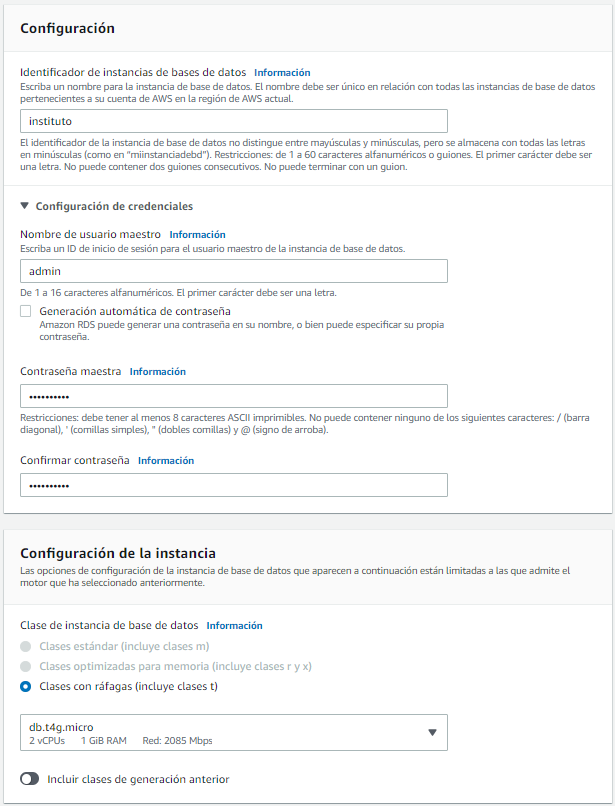 Configuración
Identificador de instancias de bases de datos Información
Escriba un nombre para la instancia de base de datos. El nombre debe ser único en relación con todas las instancias de base de datos
pertenecientes a su cuenta de AWS en la región de AWS actual.
instituto
El identificador de la instancia de base de datos no distingue entre mayúsculas y minúsculas, pero se almacena con todas las letras
en minúsculas (como en "miinstanciadebd"). Restricciones: de 1 a 60 caracteres alfanuméricos o guiones. El primer carácter debe ser
una letra. No puede contener dos guiones consecutivos. No puede terminar con un guion.
Configuración de credenciales
Nombre de usuario maestro Información
Escriba un ID de inicio de sesión para el usuario maestro de la instancia de base de datos.
admin
De 1 a 16 caracteres alfanuméricos. El primer carácter debe ser una letra.
Generación automática de contraseña
Amazon RDS puede generar una contraseña en su nombre, o bien puede especificar su propia
contraseña.
Contraseña maestra Información
••••••••••
Restricciones: debe tener al menos 8 caracteres ASCII imprimibles. No puede contener ninguno de los siguientes caracteres: / (barra
diagonal), ' (comillas simples), " (dobles comillas) y @ (signo de arroba).
Confirmar contraseña Información
••••••••••
Configuración de la instancia
Las opciones de configuración de la instancia de base de datos que aparecen a continuación están limitadas a las que admite el
motor que ha seleccionado anteriormente.
Clase de instancia de base de datos Información
Clases estándar (incluye clases m)
Clases optimizadas para memoria (incluye clases r y x)
Clases con ráfagas (incluye clases t)
db.t4g.micro
2 vCPUs 1 GiB RAM Red: 2085 Mbps
Incluir clases de generación anterior